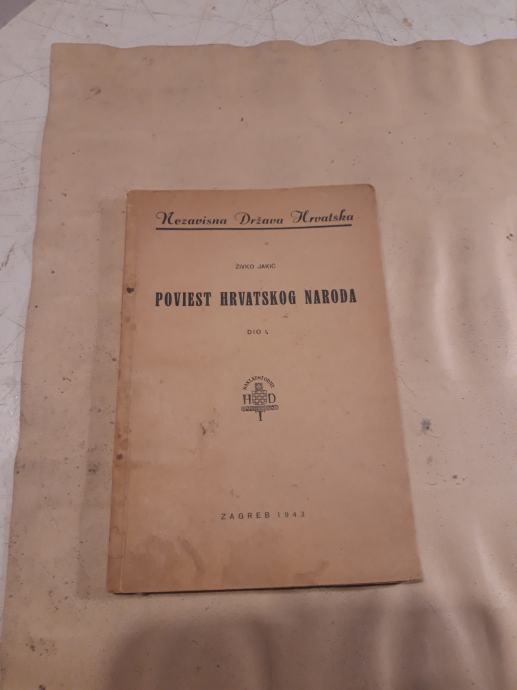 Nezavisna Država Hrvatska
ŽIVKO JAKIĆ
POVIEST HRVATSKOG NARODA
DIO I,
H D
ZAGREB 1943